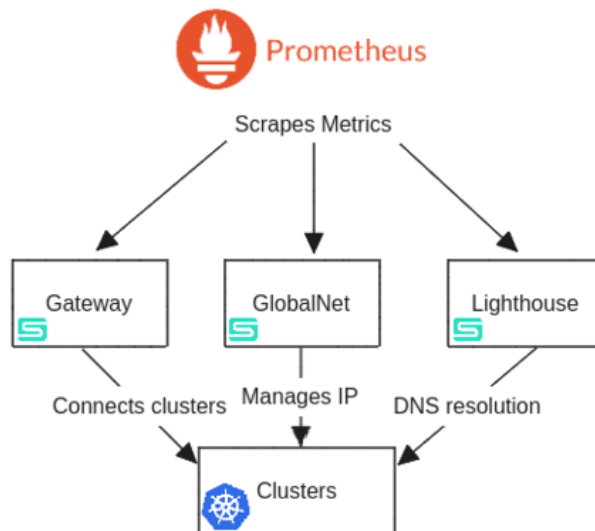 Prometheus
Scrapes Metrics
Gateway
GlobalNet
Lighthouse
Connects clusters
Manages IP
DNS resolution
Clusters